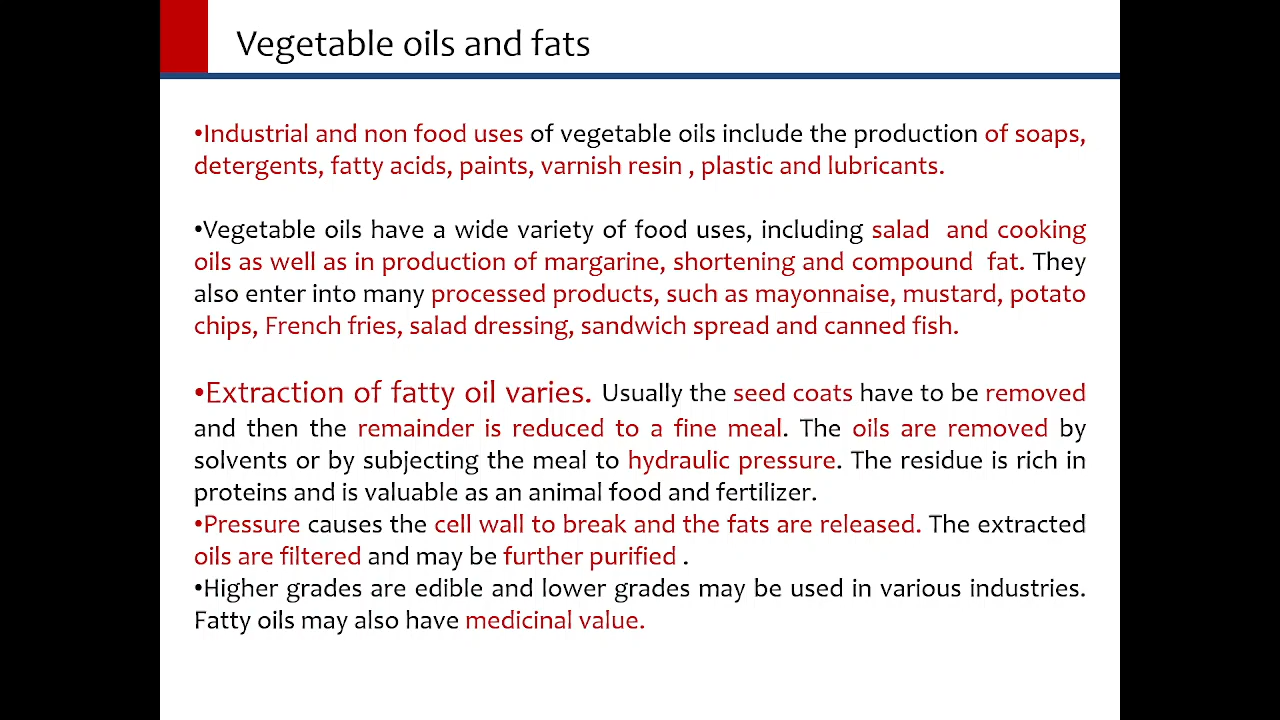 Vegetable oils and fats
•Industrial and non food uses of vegetable oils include the production of soaps,
detergents, fatty acids, paints, varnish resin , plastic and lubricants.
•Vegetable oils have a wide variety of food uses, including salad  and cooking
oils as well as in production of margarine, shortening and compound  fat. They
also enter into many processed products, such as mayonnaise, mustard, potato
chips, French fries, salad dressing, sandwich spread and canned fish.
•Extraction of fatty oil varies. Usually the seed coats have to be removed
and then the remainder is reduced to a fine meal. The oils are removed by
solvents or by subjecting the meal to hydraulic pressure. The residue is rich in
proteins and is valuable as an animal food and fertilizer.
•Pressure causes the cell wall to break and the fats are released. The extracted
oils are filtered and may be further purified .
•Higher grades are edible and lower grades may be used in various industries.
Fatty oils may also have medicinal value.